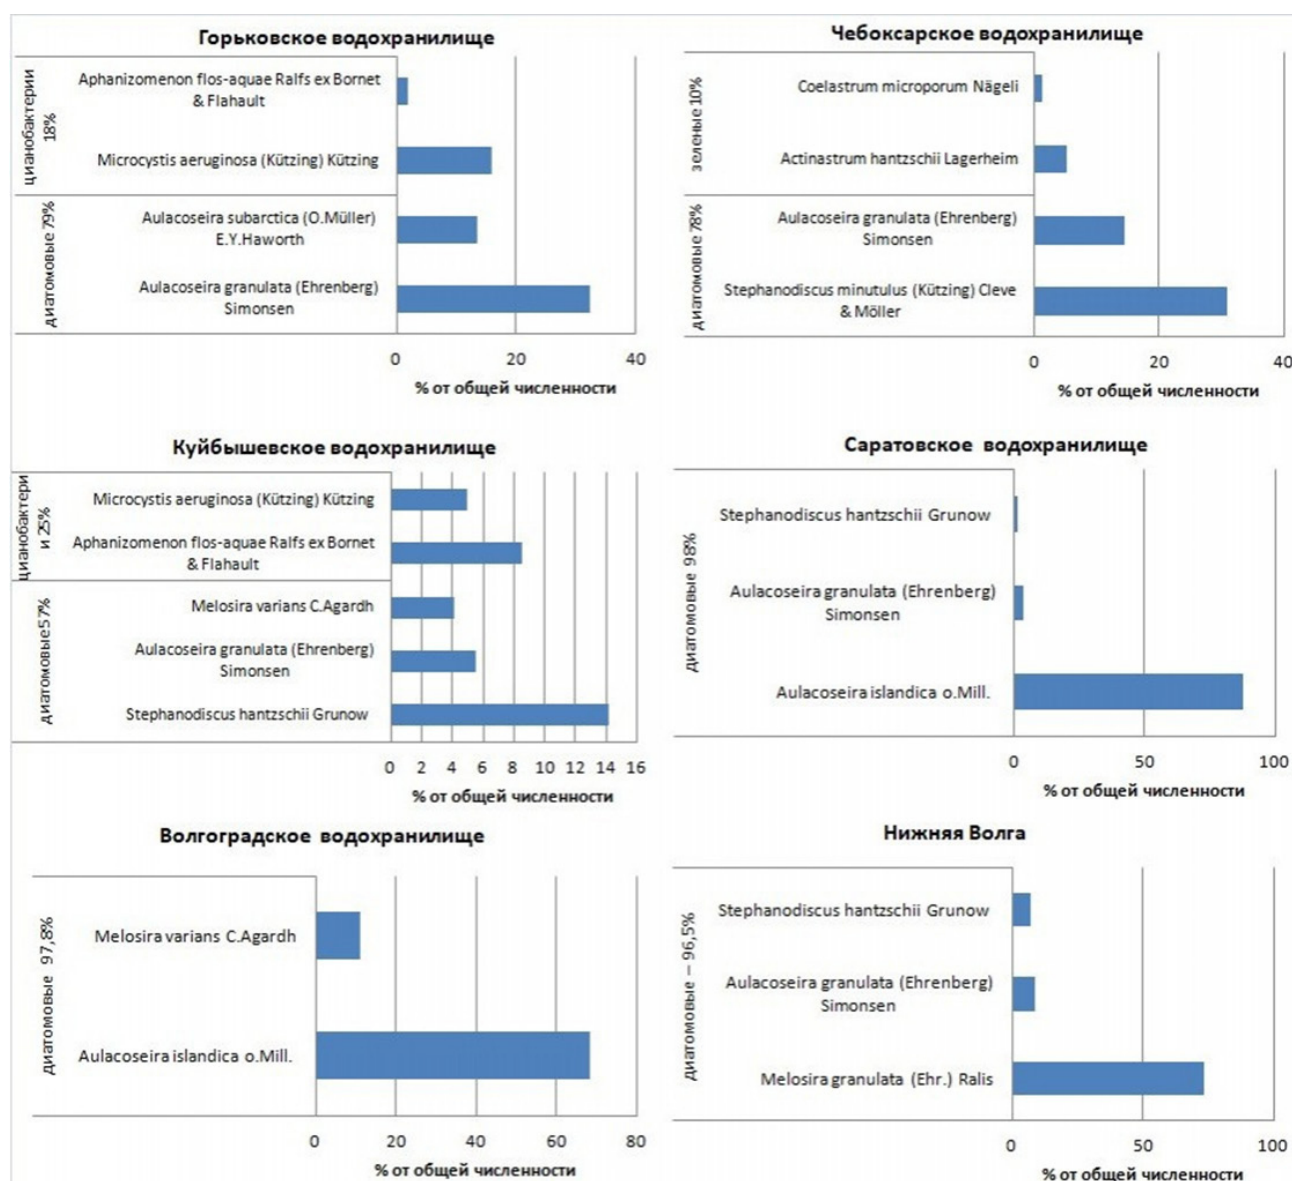 Горьковское водохранилище
цианобактерии
18%
Aphanizomenon flos-aquae Ralfs ex Bornet
& Flahault
Microcystis aeruginosa (Kützing) Kützing
диатомовые 79%
Aulacoseira subarctica (O.Müller)
E.Y.Haworth
Aulacoseira granulata (Ehrenberg)
Simonsen
0 20 40
% от общей численности
Чебоксарское водохранилище
зеленые 10%
Coelastrum microporum Nägeli
Actinastrum hantzschii Lagerheim
диатомовые 78%
Aulacoseira granulata (Ehrenberg)
Simonsen
Stephanodiscus minutulus (Kützing) Cleve
& Möller
0 20 40
% от общей численности
Куйбышевское водохранилище
цианобактери
и 25%
Microcystis aeruginosa (Kützing) Kützing
Aphanizomenon flos-aquae Ralfs ex Bornet
& Flahault
диатомовые57%
Melosira varians C.Agardh
Aulacoseira granulata (Ehrenberg)
Simonsen
Stephanodiscus hantzschii Grunow
0 2 4 6 8 10 12 14 16
% от общей численности
Саратовское водохранилище
диатомовые 98%
Stephanodiscus hantzschii Grunow
Aulacoseira granulata (Ehrenberg)
Simonsen
Aulacoseira islandica o.Mill.
0 50 100
% от общей численности
Волгоградское водохранилище
диатомовые 97,8%
Melosira varians C.Agardh
Aulacoseira islandica o.Mill.
0 20 40 60 80
% от общей численности
Нижняя Волга
диатомовые – 96,5%
Stephanodiscus hantzschii Grunow
Aulacoseira granulata (Ehrenberg)
Simonsen
Melosira granulata (Ehr.) Ralis
0 50 100
% от общей численности